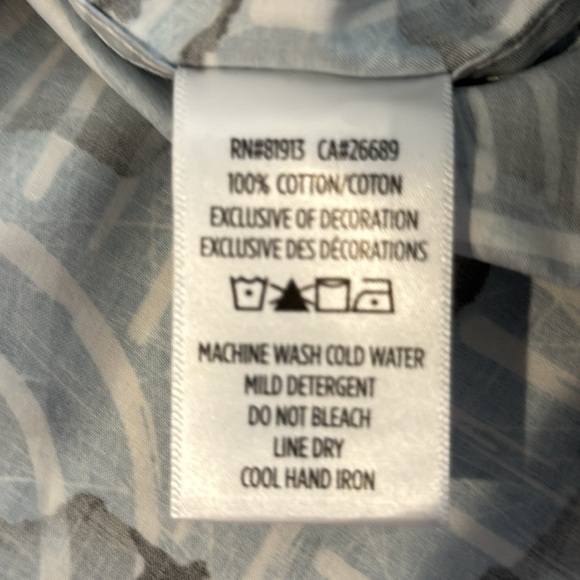 RN#81913 CA#26689
100% COTTON/COTON
EXCLUSIVE OF DECORATION
EXCLUSIVE DES DÉCORATIONS
MACHINE WASH COLD WATER
MILD DETERGENT
DO NOT BLEACH
LINE DRY
COOL HAND IRON